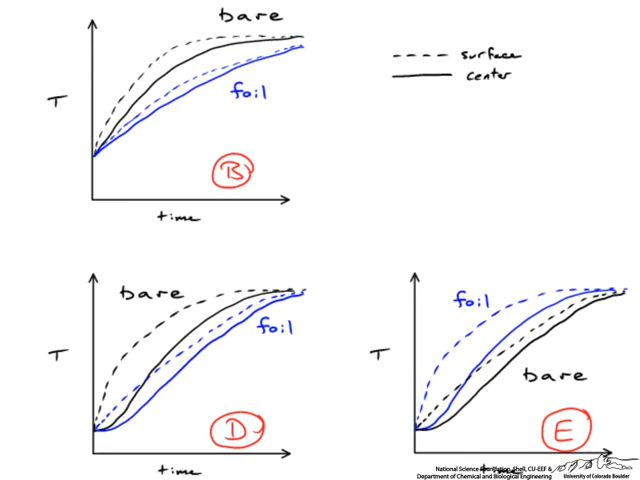 bare
surface
center
T
foil
B
time
bare
foil
T
D
time
foil
T
bare
E
National Science Foundation, Shell, CU-EEF &
Department of Chemical and Biological Engineering
University of Colorado Boulder
time